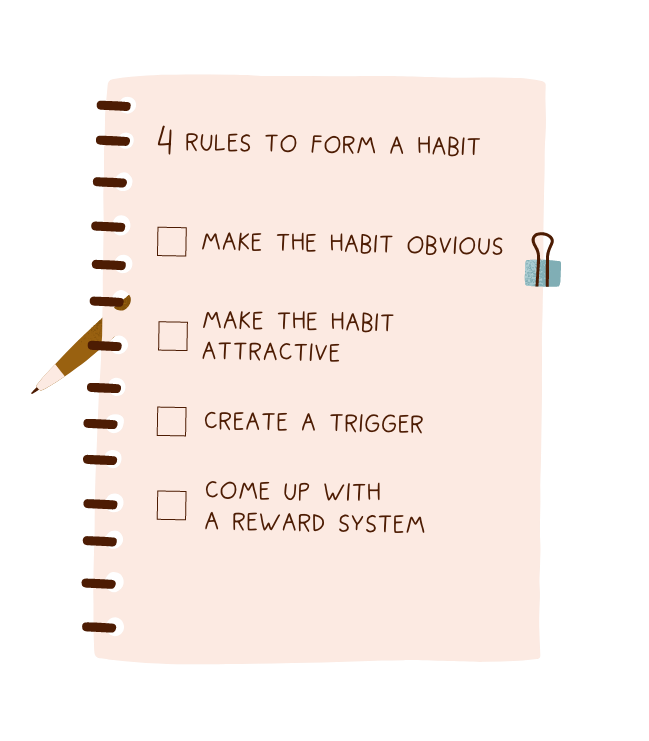 4 RULES TO FORM A HABIT
MAKE THE HABIT OBVIOUS
MAKE THE HABIT
ATTRACTIVE
CREATE A TRIGGER
COME UP WITH
A REWARD SYSTEM